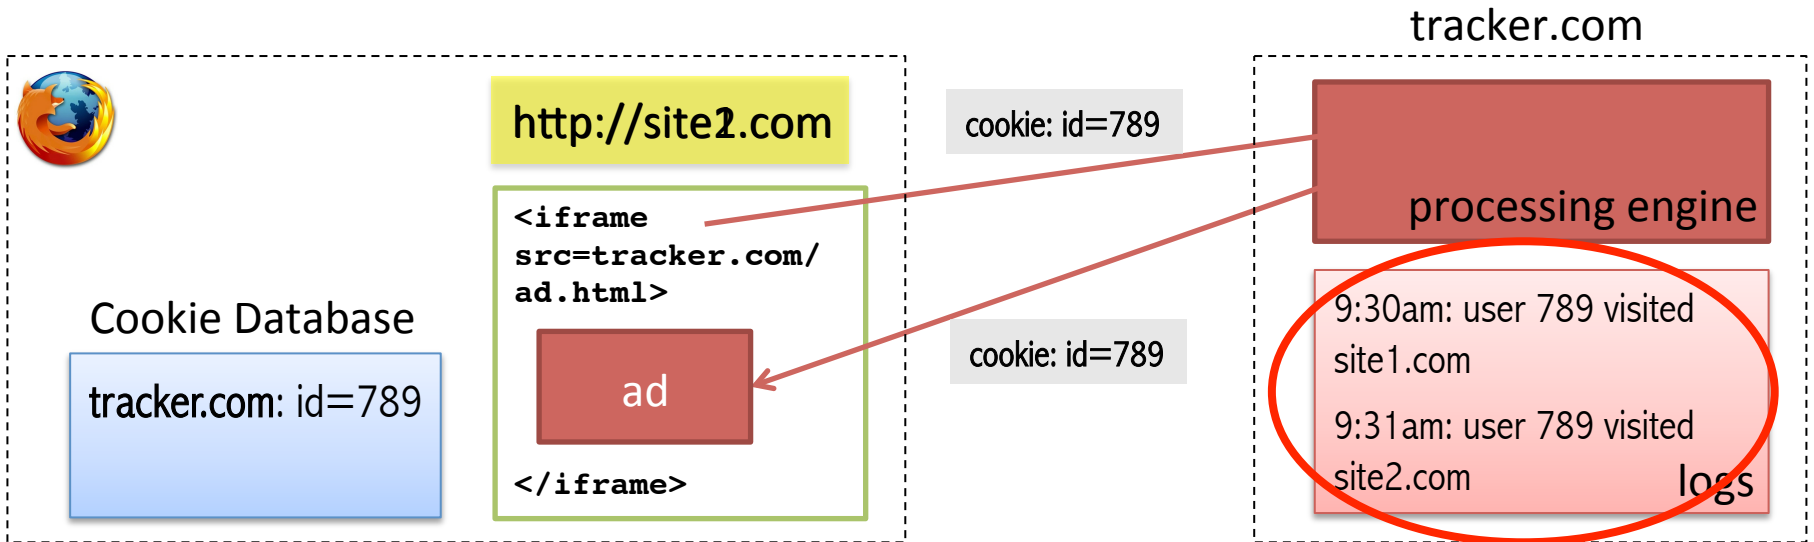 tracker.com
http://site2.com
cookie: id=789
<iframe
src=tracker.com/
ad.html>
ad
</iframe>
Cookie Database
tracker.com: id=789
cookie: id=789
processing engine
9:30am: user 789 visited
site1.com
9:31am: user 789 visited
site2.com
logs